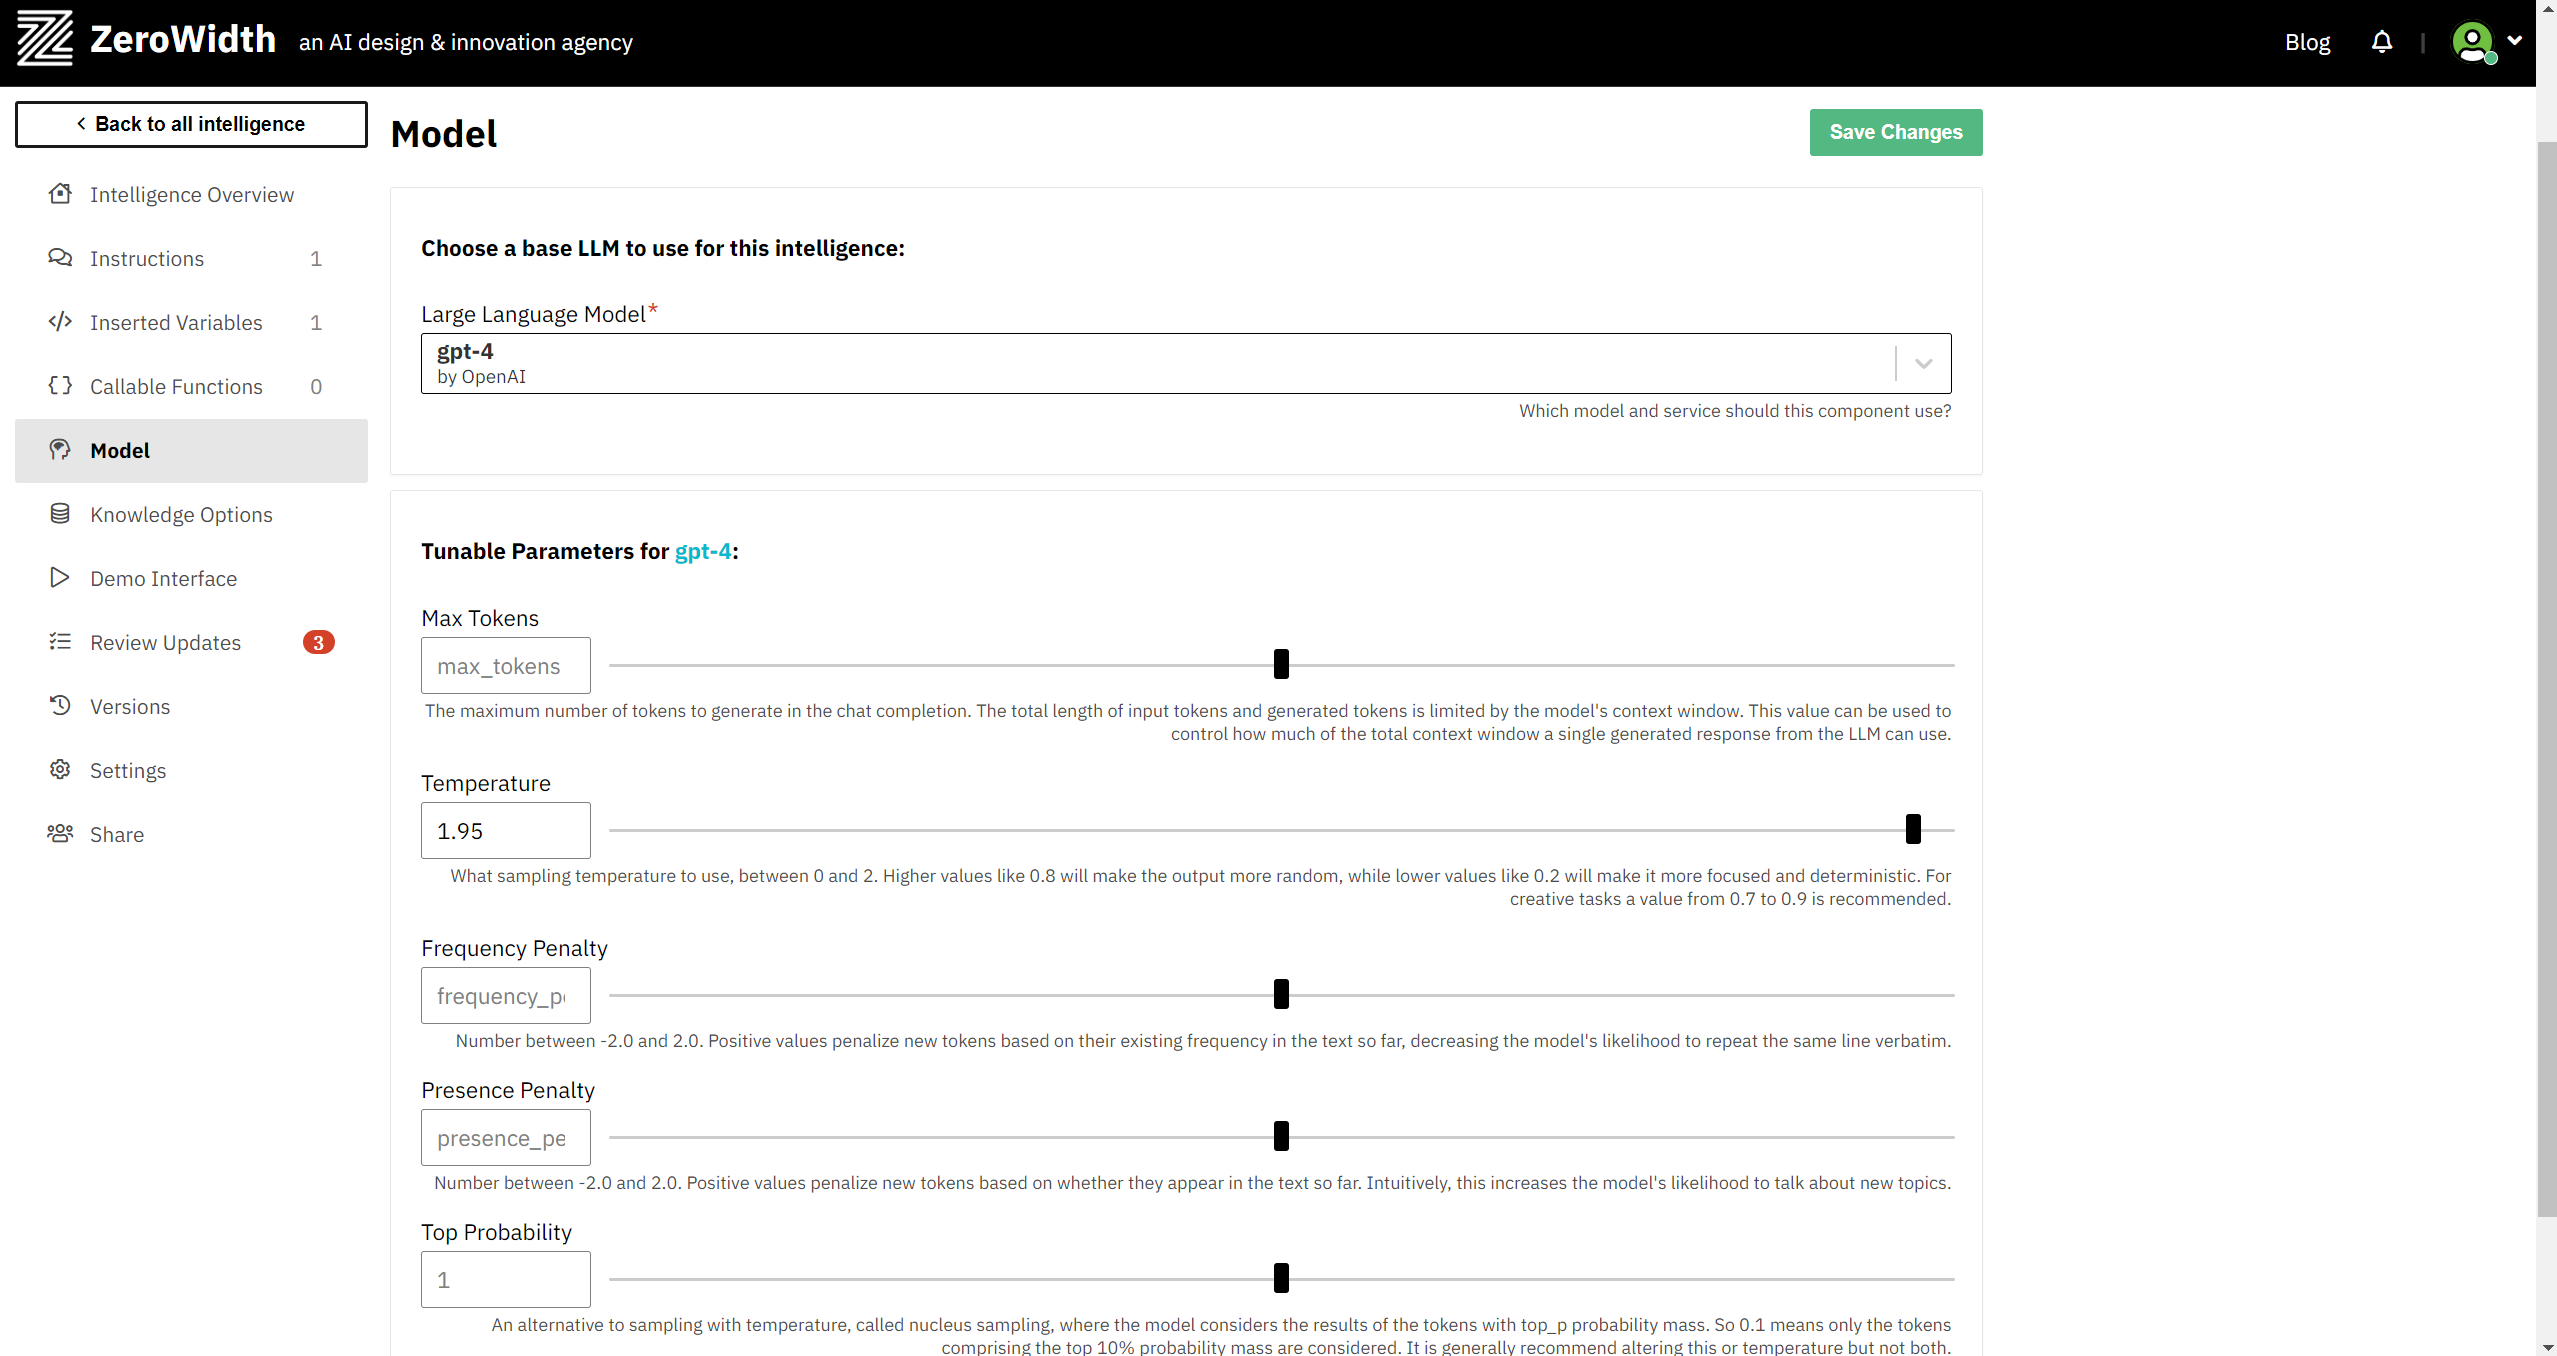 ZeroWidth an AI design & innovation agency
Blog
Back to all intelligence
Intelligence Overview
Instructions 1
Inserted Variables 1
Callable Functions 0
Model
Knowledge Options
Demo Interface
Review Updates 3
Versions
Settings
Share
Model
Save Changes
Choose a base LLM to use for this intelligence:
Large Language Model*
gpt-4
by OpenAI
Which model and service should this component use?
Tunable Parameters for gpt-4:
Max Tokens
max_tokens
The maximum number of tokens to generate in the chat completion. The total length of input tokens and generated tokens is limited by the model's context window. This value can be used to
control how much of the total context window a single generated response from the LLM can use.
Temperature
1.95
What sampling temperature to use, between 0 and 2. Higher values like 0.8 will make the output more random, while lower values like 0.2 will make it more focused and deterministic. For
creative tasks a value from 0.7 to 0.9 is recommended.
Frequency Penalty
frequency_p
Number between -2.0 and 2.0. Positive values penalize new tokens based on their existing frequency in the text so far, decreasing the model's likelihood to repeat the same line verbatim.
Presence Penalty
presence_pe
Number between -2.0 and 2.0. Positive values penalize new tokens based on whether they appear in the text so far. Intuitively, this increases the model's likelihood to talk about new topics.
Top Probability
1
An alternative to sampling with temperature, called nucleus sampling, where the model considers the results of the tokens with top_p probability mass. So 0.1 means only the tokens
comprising the top 10% probability mass are considered. It is generally recommend altering this or temperature but not both.